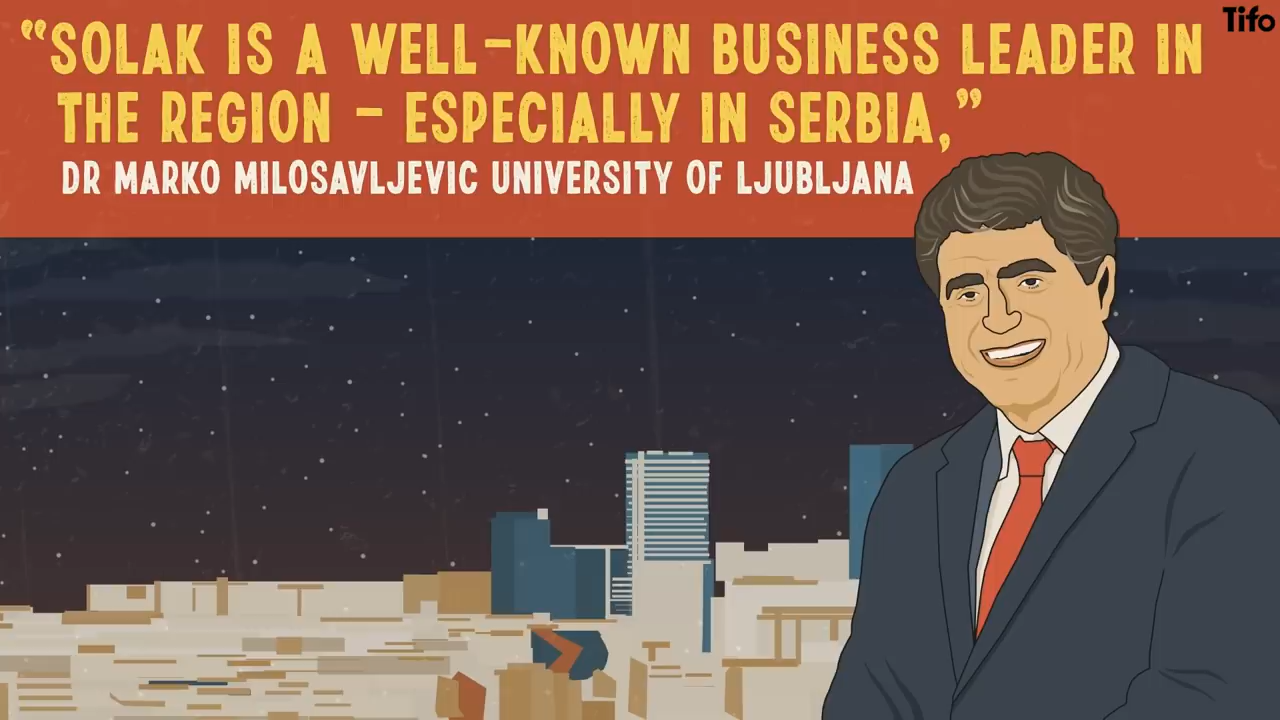 “SOLAK IS A WELL-KNOWN BUSINESS LEADER IN
THE REGION - ESPECIALLY IN SERBIA,”
DR MARKO MILOSAVLJEVIC UNIVERSITY OF LJUBLJANA
Tifo